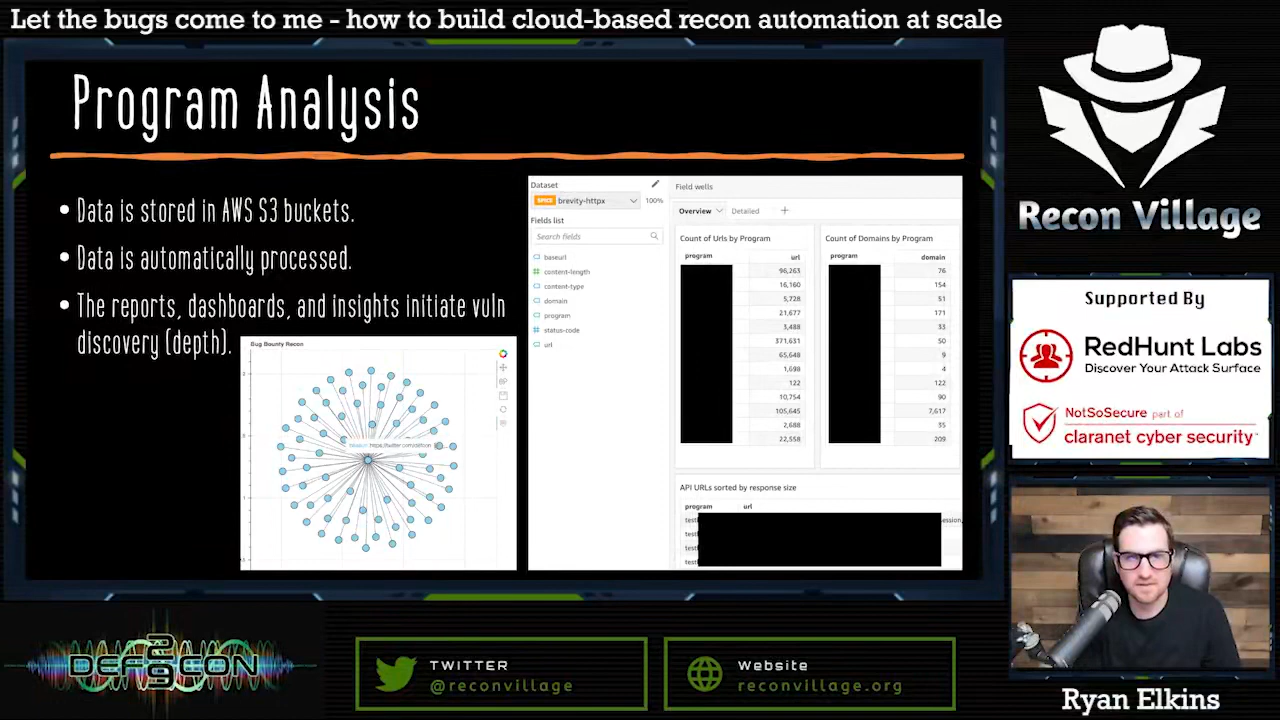 Let the bugs come to me - how to build cloud-based recon automation at scale
Program Analysis
• Data is stored in AWS S3 buckets.
• Data is automatically processed.
• The reports, dashboards, and insights initiate vuln
discovery (depth).
Bug Bounty Recon
Dataset
SPICE brevity-httpx 100%
Fields list
Search fields
baseurl
content-length
content-type
domain
program
status-code
url
Field wells
Overview Detailed +
Count of Urls by Program
program url
96,263
16,160
5,728
21,677
3,488
371,631
65,648
1,698
122
10,754
105,645
2,688
22,558
Count of Domains by Program
program domain
76
154
51
171
33
50
9
4
122
90
7,617
35
209
API URLs sorted by response size
program url
Recon Village
Supported By
RedHunt Labs
Discover Your Attack Surface
NotSoSecure part of
claranet cyber security
DEFCON
29
TWITTER
@reconvillage
Website
reconvillage.org
Ryan Elkins